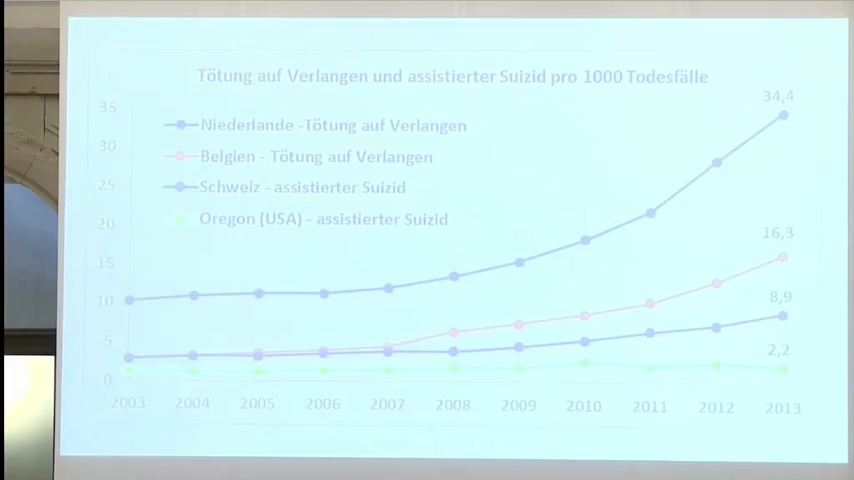 Tötung auf Verlangen und assistierter Suizid pro 1000 Todesfälle
34,4
35
Niederlande -Tötung auf Verlangen
30
Belgien - Tötung auf Verlangen
25
Schweiz - assistierter Suizid
20
Oregon (USA) - assistierter Suizid
16,3
15
10
8,9
5
2,2
0
2003 2004 2005 2006 2007 2008 2009 2010 2011 2012 2013